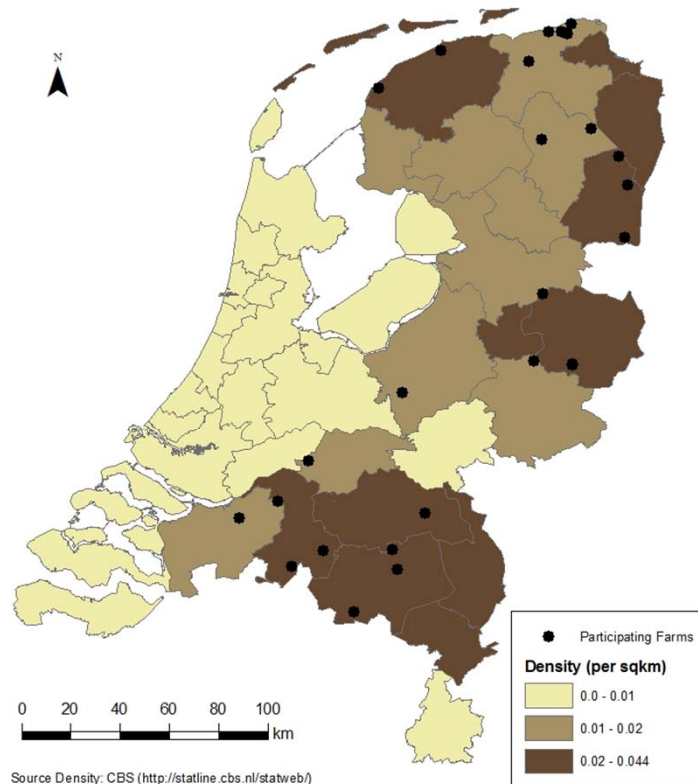 N
Participating Farms
Density (per sqkm)
0.0 - 0.01
0.01 - 0.02
0.02 - 0.044
0 20 40 60 80 100
km
Source Density: CBS (http://statline.cbs.nl/statweb/)